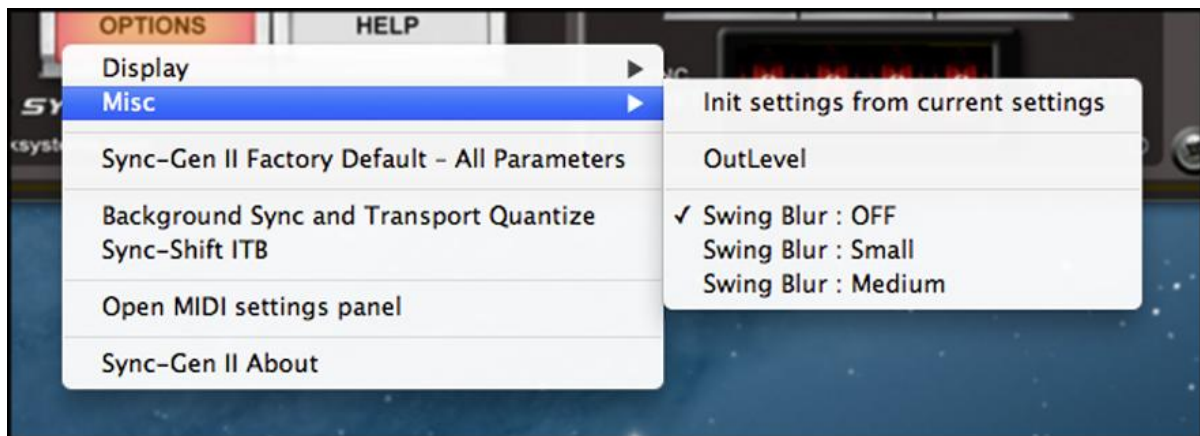 OPTIONS
HELP
Display
Misc
Sync-Gen II Factory Default - All Parameters
Background Sync and Transport Quantize
Sync-Shift ITB
Open MIDI settings panel
Sync-Gen II About
Init settings from current settings
OutLevel
✓ Swing Blur : OFF
Swing Blur : Small
Swing Blur : Medium